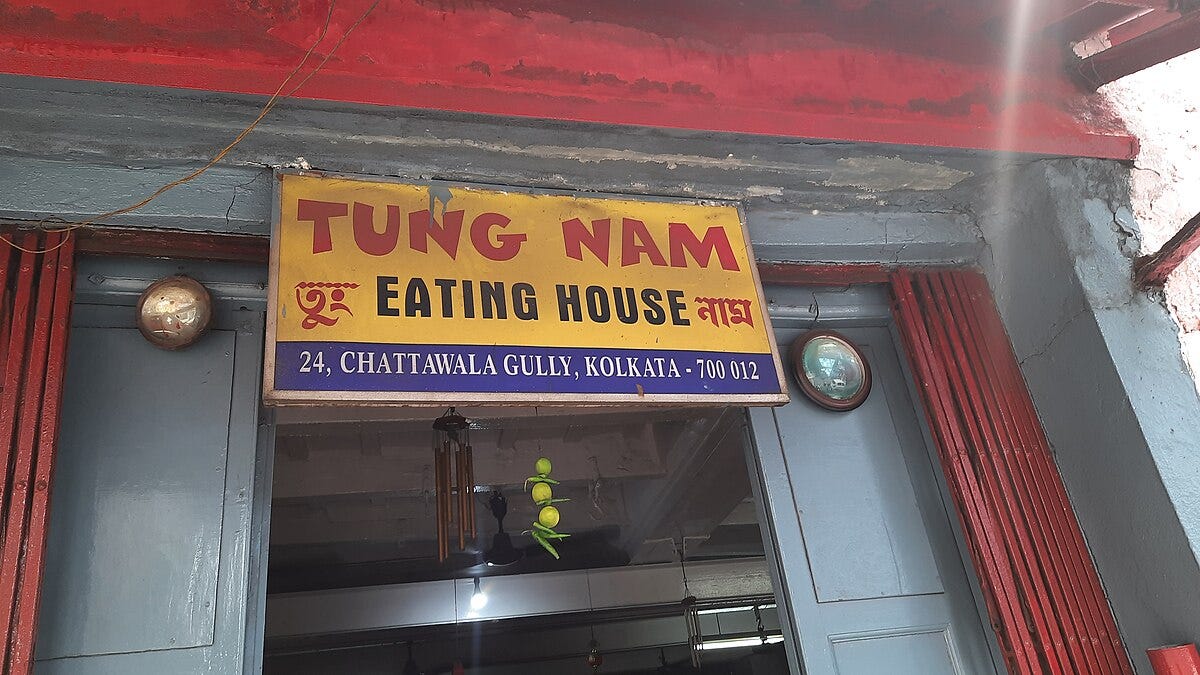 TUNG NAM
তুং EATING HOUSE নাম
24, CHATTAWALA GULLY, KOLKATA - 700 012